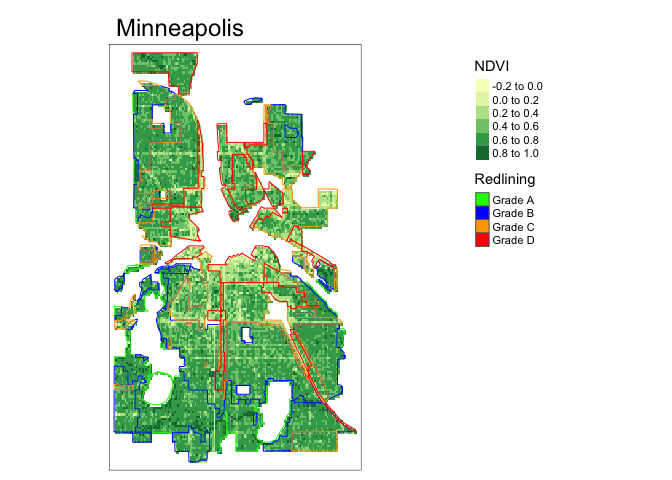 Minneapolis
NDVI
-0.2 to 0.0
0.0 to 0.2
0.2 to 0.4
0.4 to 0.6
0.6 to 0.8
0.8 to 1.0
Redlining
Grade A
Grade B
Grade C
Grade D